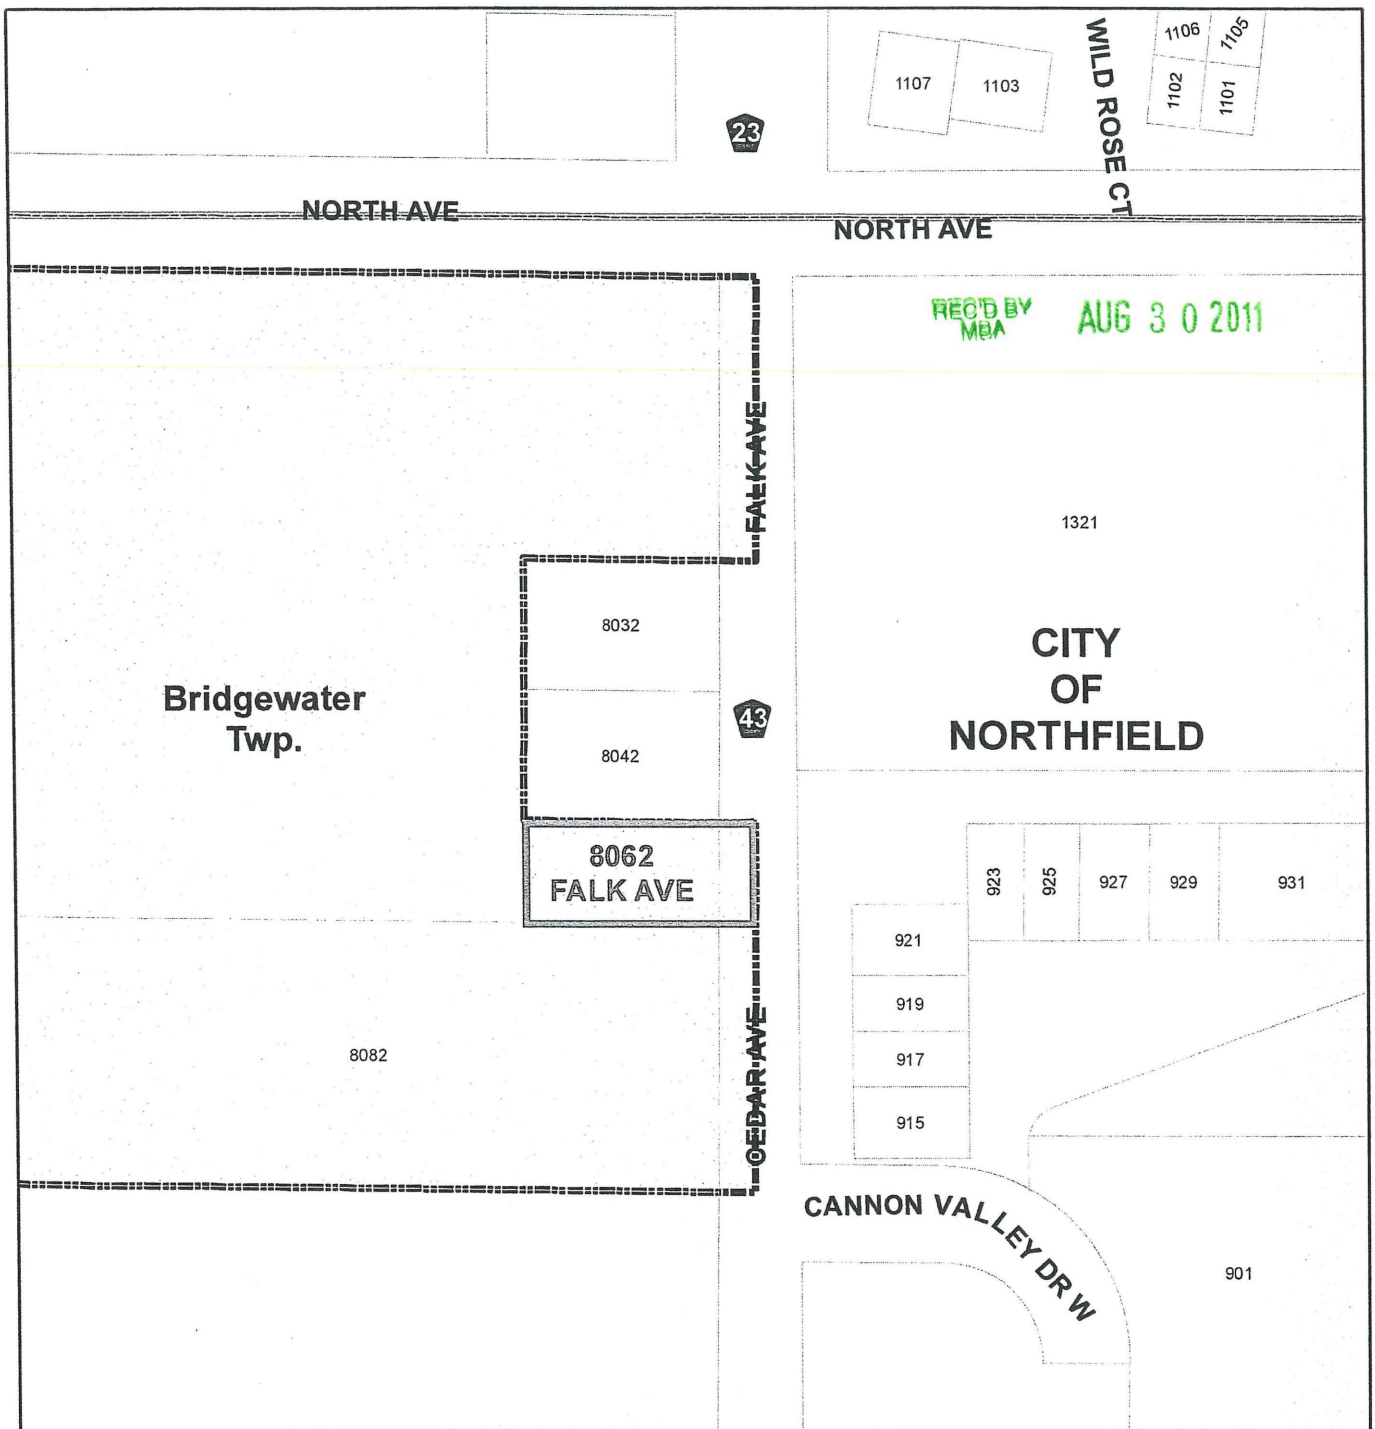 1106
1105
1107
1103
1102
1101
WILD ROSE CT
23
NORTH AVE
NORTH AVE
REC'D BY
MBA
AUG 30 2011
FALK AVE
1321
8032
CITY
OF
NORTHFIELD
Bridgewater
Twp.
43
8042
8062
FALK AVE
923
925
927
929
931
921
919
917
915
8082
CEDAR AVE
CANNON VALLEY DR W
901